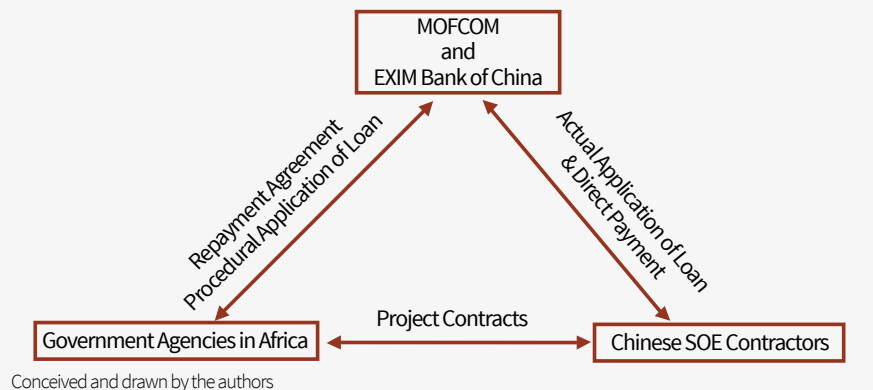 MOFCOM
and
EXIM Bank of China
Repayment Agreement
Procedural Application of Loan
Actual Application of Loan
& Direct Payment
Project Contracts
Government Agencies in Africa
Chinese SOE Contractors
Conceived and drawn by the authors